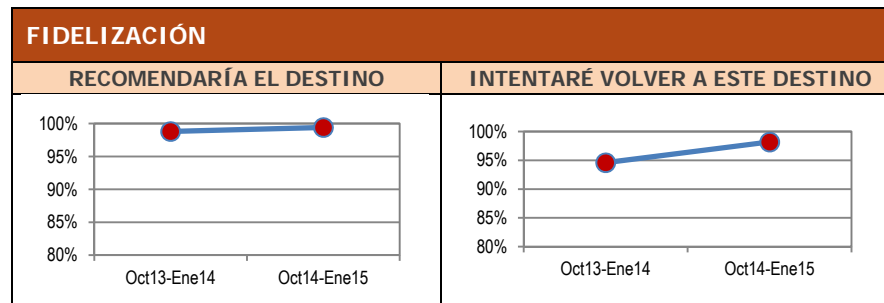 FIDELIZACIÓN
RECOMENDARÍA EL DESTINO
100%
95%
90%
85%
80%
Oct13-Ene14 Oct14-Ene15
INTENTARÉ VOLVER A ESTE DESTINO
100%
95%
90%
85%
80%
Oct13-Ene14 Oct14-Ene15